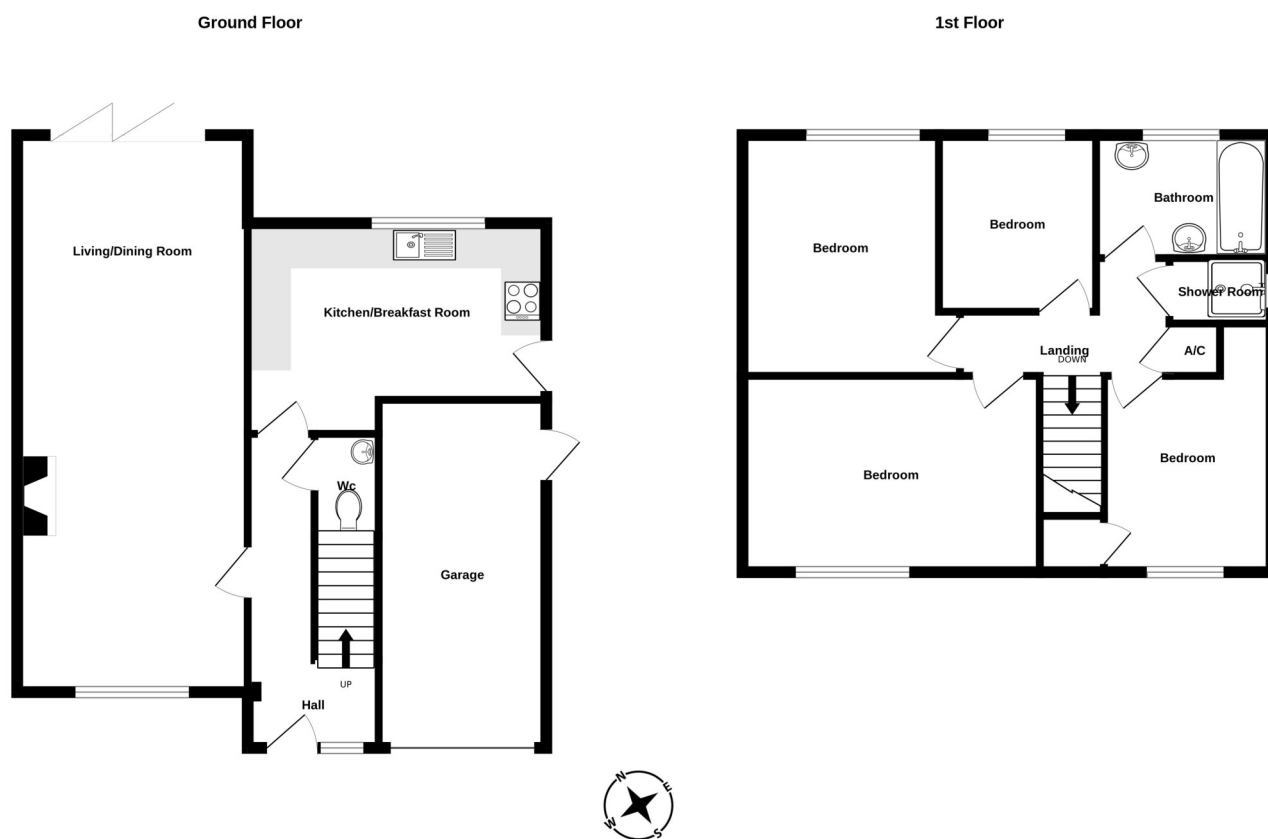 Ground Floor
1st Floor
Living/Dining Room
Kitchen/Breakfast Room
Wc
Garage
UP
Hall
Bedroom
Bedroom
Bathroom
Shower Room
Landing
DOWN
A/C
Bedroom
Bedroom
N
E
W
S